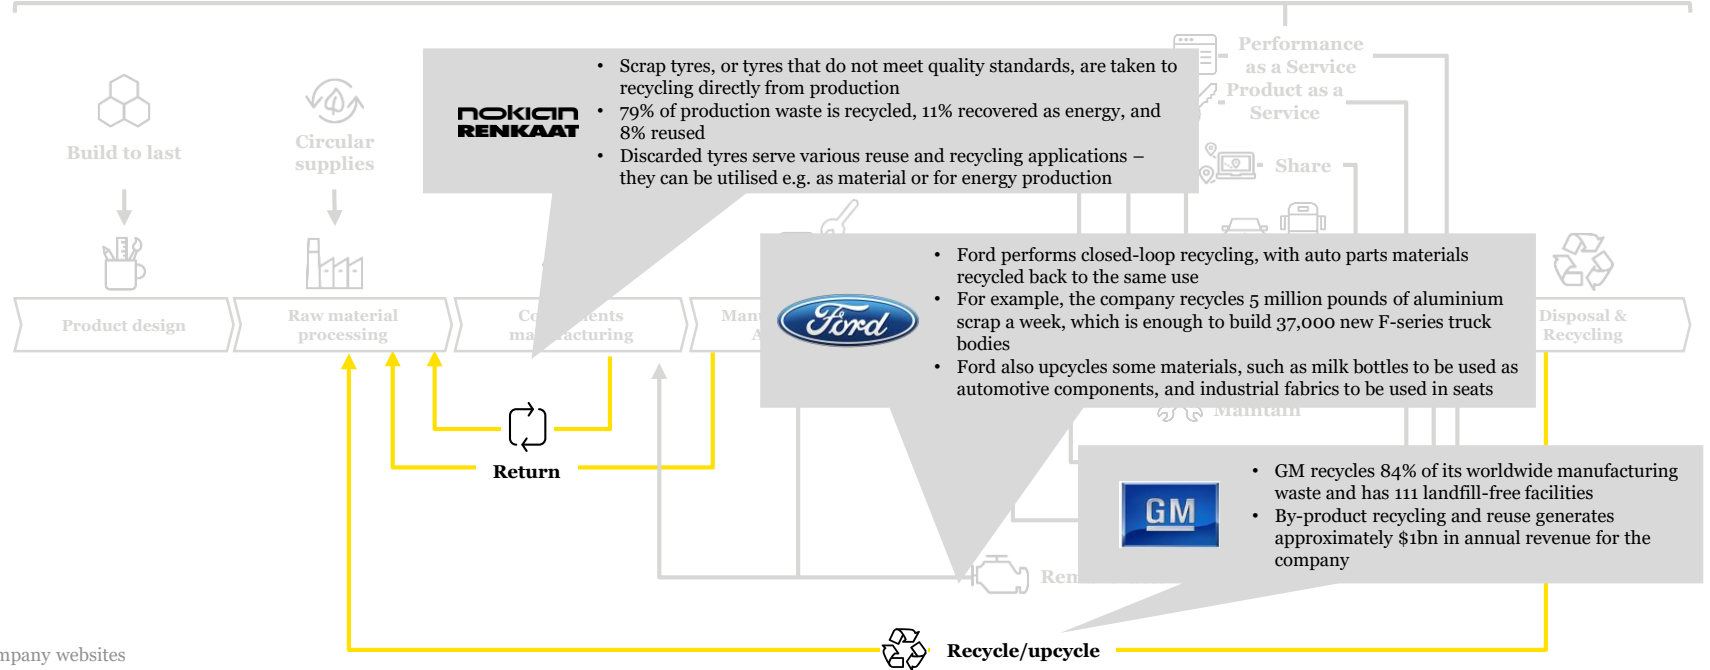 Performance
as a Service
Product as a
Service
Share
Build to last
Circular
supplies
nokian
RENKAAT
• Scrap tyres, or tyres that do not meet quality standards, are taken to
recycling directly from production
• 79% of production waste is recycled, 11% recovered as energy, and
8% reused
• Discarded tyres serve various reuse and recycling applications –
they can be utilised e.g. as material or for energy production
Ford
• Ford performs closed-loop recycling, with auto parts materials
recycled back to the same use
• For example, the company recycles 5 million pounds of aluminium
scrap a week, which is enough to build 37,000 new F-series truck
bodies
• Ford also upcycles some materials, such as milk bottles to be used as
automotive components, and industrial fabrics to be used in seats
Product design
Raw material
processing
manufacturing
Disposal &
Recycling
Maintain
Return
GM
• GM recycles 84% of its worldwide manufacturing
waste and has 111 landfill-free facilities
• By-product recycling and reuse generates
approximately $1bn in annual revenue for the
company
Recycle/upcycle
websites